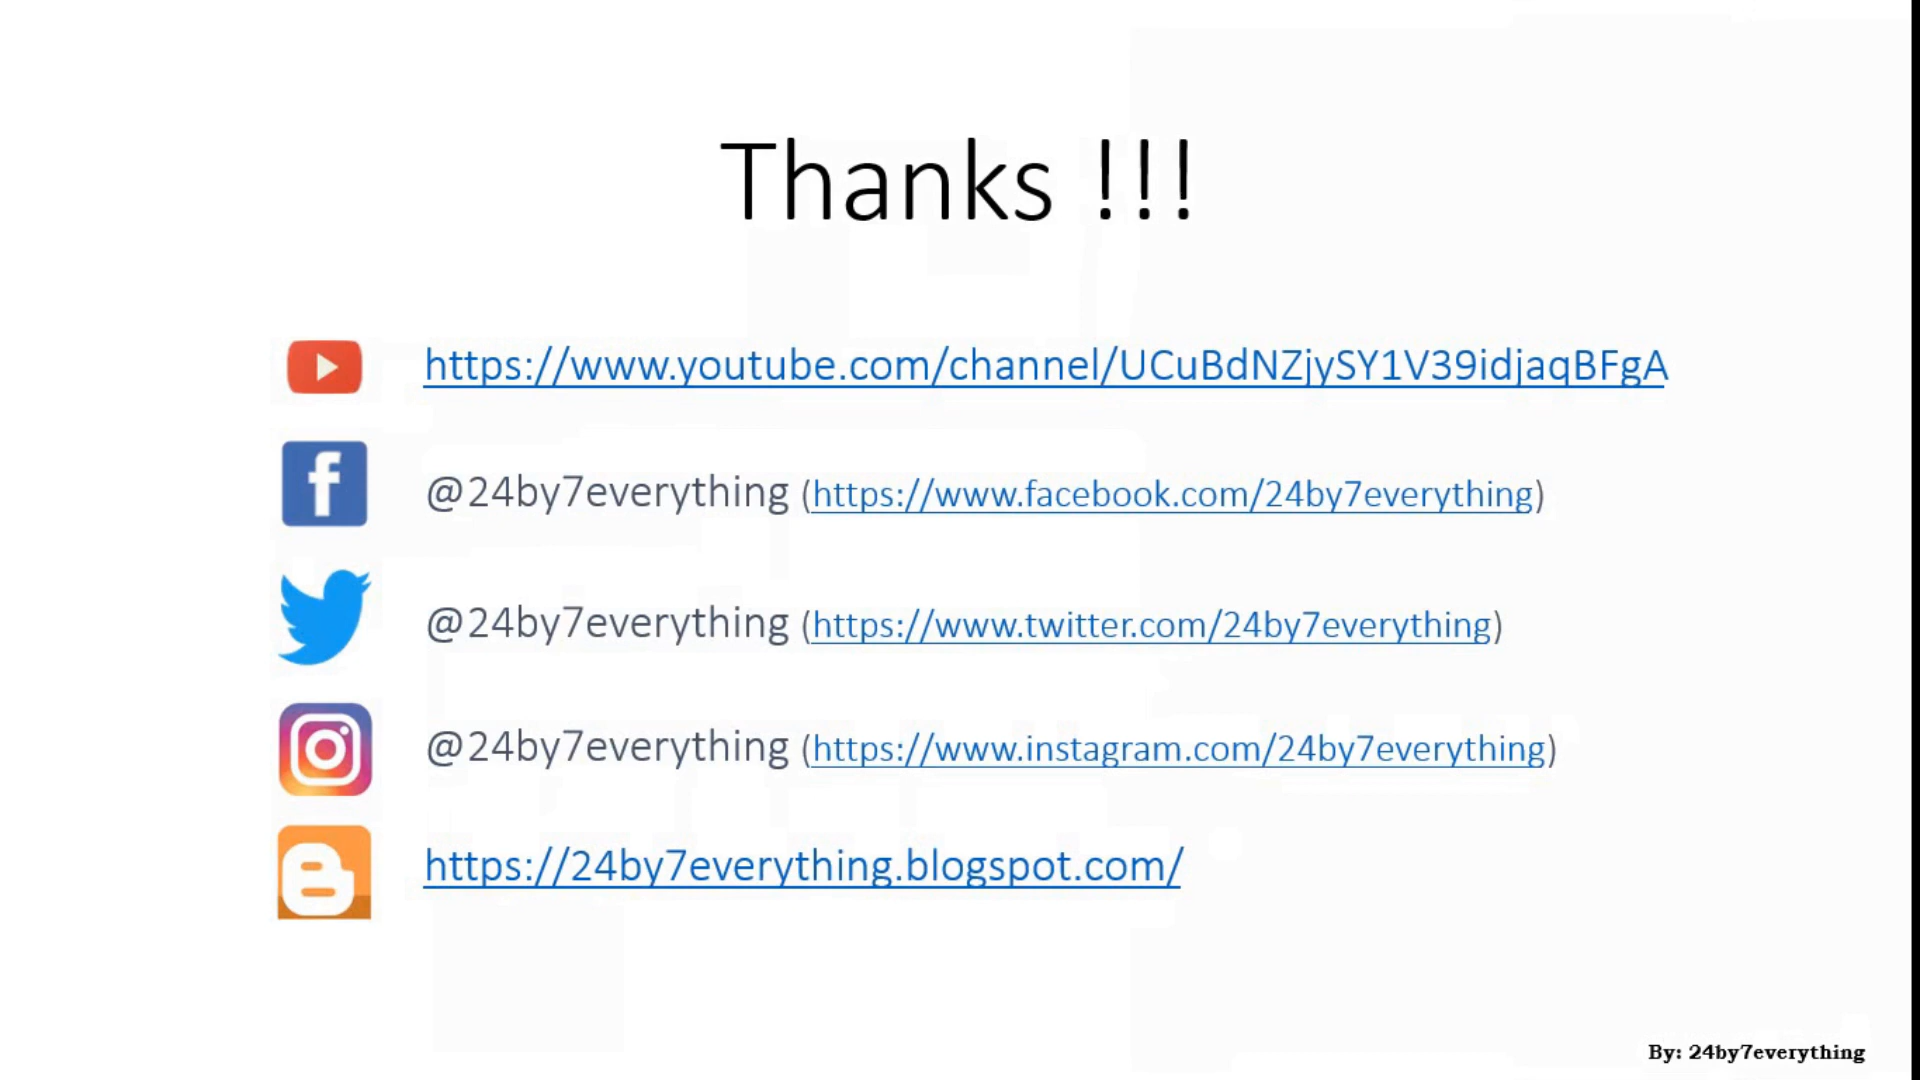 Thanks !!!
https://www.youtube.com/channel/UCuBdNZjySY1V39idjaqBFgA
@24by7everything (https://www.facebook.com/24by7everything)
@24by7everything (https://www.twitter.com/24by7everything)
@24by7everything (https://www.instagram.com/24by7everything)
https://24by7everything.blogspot.com/
By: 24by7everything